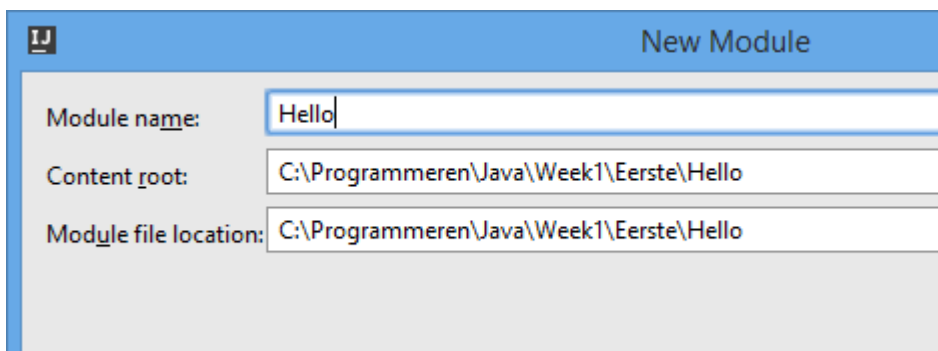 IJ
New Module
Module name: Hello
Content root: C:\Programmeren\Java\Week1\Eerste\Hello
Module file location: C:\Programmeren\Java\Week1\Eerste\Hello